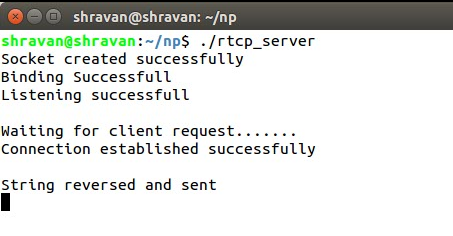 shravan@shravan: ~/np
shravan@shravan:~/np$ ./rtcp_server
Socket created successfully
Binding Successfull
Listening successfull
Waiting for client request.......
Connection established successfully
String reversed and sent